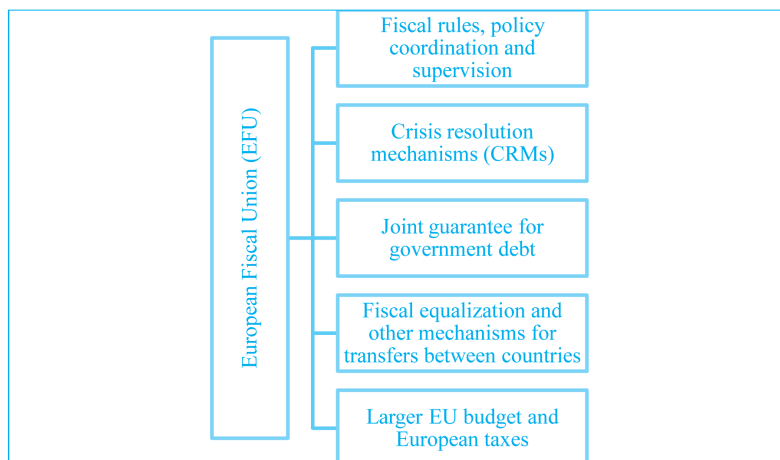 European Fiscal Union (EFU)
Fiscal rules, policy
coordination and
supervision
Crisis resolution
mechanisms (CRMs)
Joint guarantee for
government debt
Fiscal equalization and
other mechanisms for
transfers between countries
Larger EU budget and
European taxes